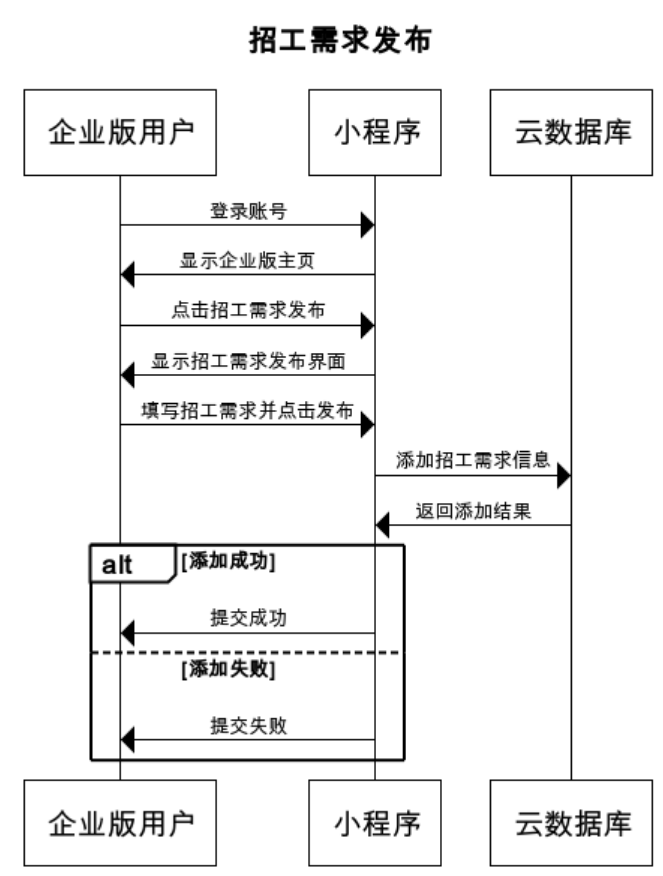 招工需求发布
企业版用户
小程序
云数据库
登录账号
显示企业版主页
点击招工需求发布
显示招工需求发布界面
填写招工需求并点击发布
添加招工需求信息
返回添加结果
alt
[添加成功]
提交成功
[添加失败]
提交失败
企业版用户
小程序
云数据库